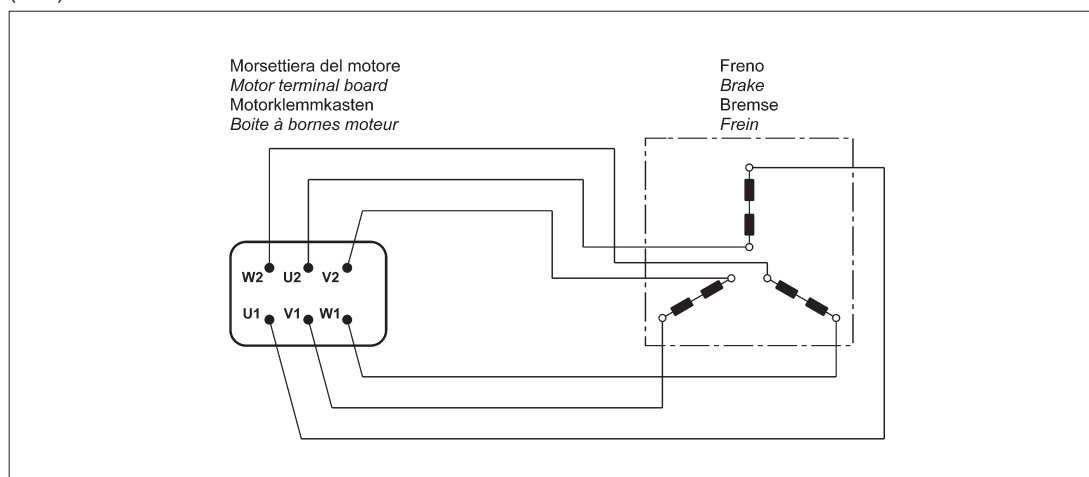 Morsettiera del motore
Motor terminal board
Motorklemmkasten
Boite à bornes moteur
Freno
Brake
Bremse
Frein
W2 U2 V2
U1 V1 W1